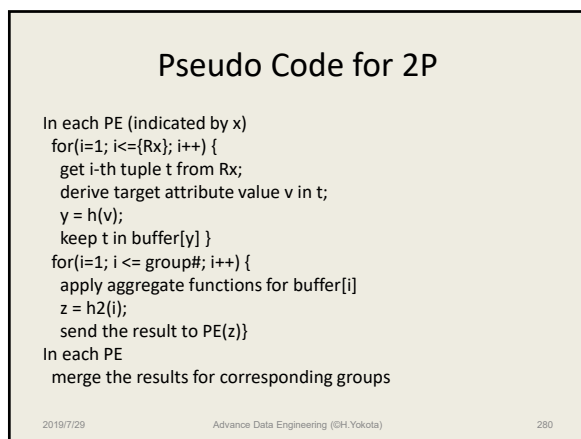 Pseudo Code for 2P
In each PE (indicated by x)
for(i=1; i<={Rx}; i++) {
get i-th tuple t from Rx;
derive target attribute value v in t;
y = h(v);
keep t in buffer[y] }
for(i=1; i <= group#; i++) {
apply aggregate functions for buffer[i]
z = h2(i);
send the result to PE(z)}
In each PE
merge the results for corresponding groups
2019/7/29 Advance Data Engineering (©H.Yokota) 280